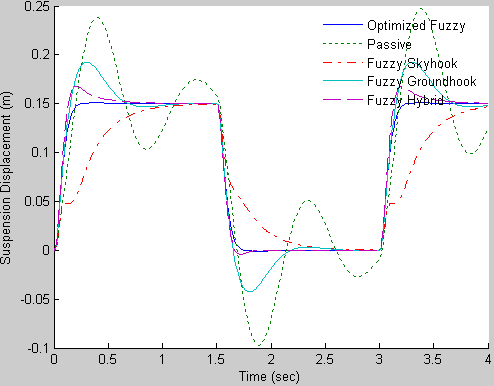 0.25
0.2
0.15
0.1
0.05
0
-0.05
-0.1
Suspension Displacement (m)
Optimized Fuzzy
Passive
Fuzzy Skyhook
Fuzzy Groundhook
Fuzzy Hybrid
0 0.5 1 1.5 2 2.5 3 3.5 4
Time (sec)